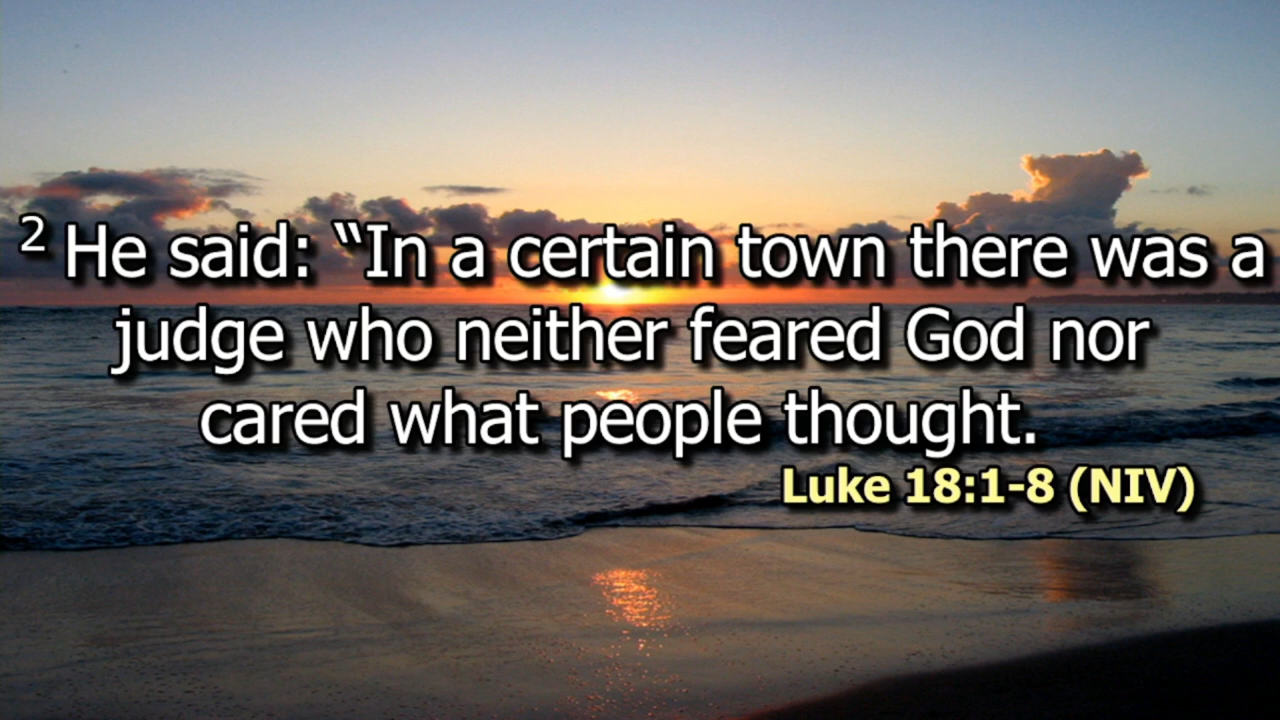 ² He said: “In a certain town there was a
judge who neither feared God nor
cared what people thought.
Luke 18:1-8 (NIV)